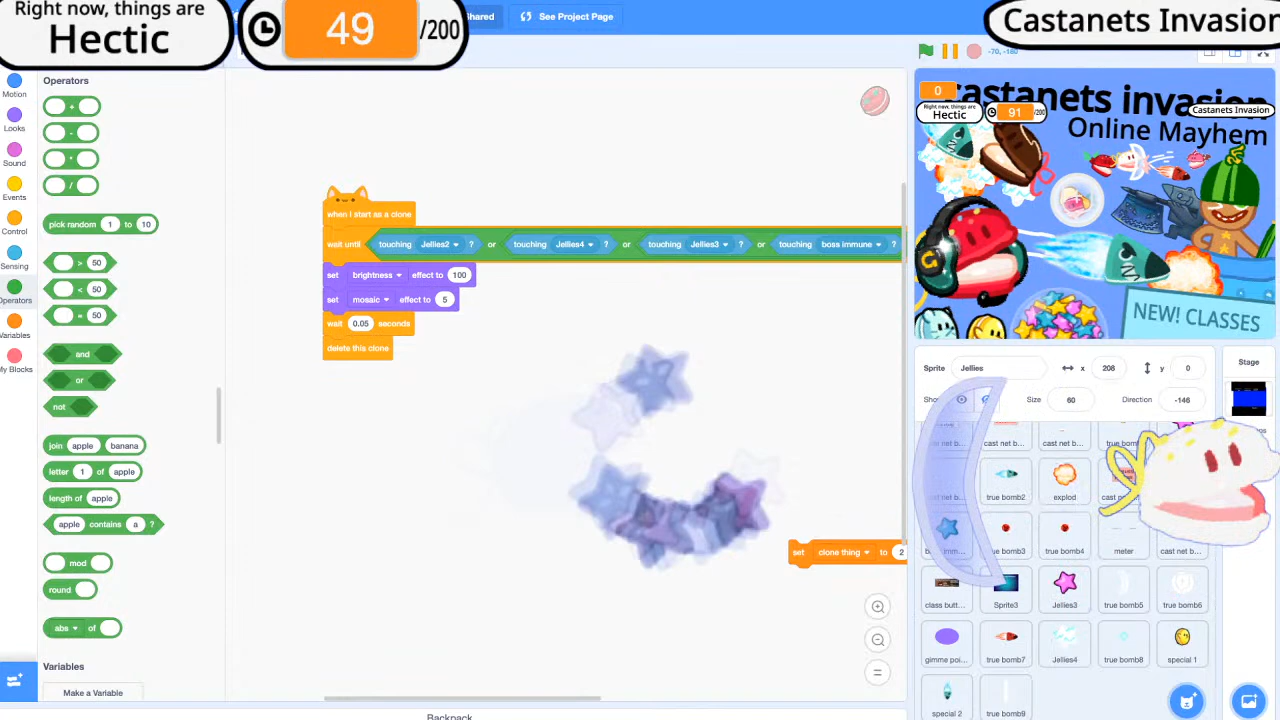 Right now, things are
Hectic
49
/200
Shared
See Project Page
Castanets Invasion
-70, -180
Motion
Looks
Sound
Events
Control
Sensing
Operators
Variables
My Blocks
Operators
+
-
*
/
pick random 1 to 10
> 50
< 50
= 50
and
or
not
join apple banana
letter 1 of apple
length of apple
apple contains a ?
mod
round
abs of
Variables
Make a Variable
when I start as a clone
wait until touching Jellies2 ? or touching Jellies4 ? or touching Jellies3 ? or touching boss immune ?
set brightness effect to 100
set mosaic effect to 5
wait 0.05 seconds
delete this clone
set clone thing to 2
Backpack
0
castanets invasion
Right now, things are
Hectic
91 /200
Castanets Invasion
Online Mayhem
NEW! CLASSES
Sprite Jellies x 208 y 0
Size 60 Direction -146
Stage
cast net b...
true bomb2
explod
true bomb3
true bomb4
meter
cast net b...
class butt...
Sprite3
Jellies3
true bomb5
true bomb6
gimme poi...
true bomb7
Jellies4
true bomb8
special 1
special 2
true bomb9